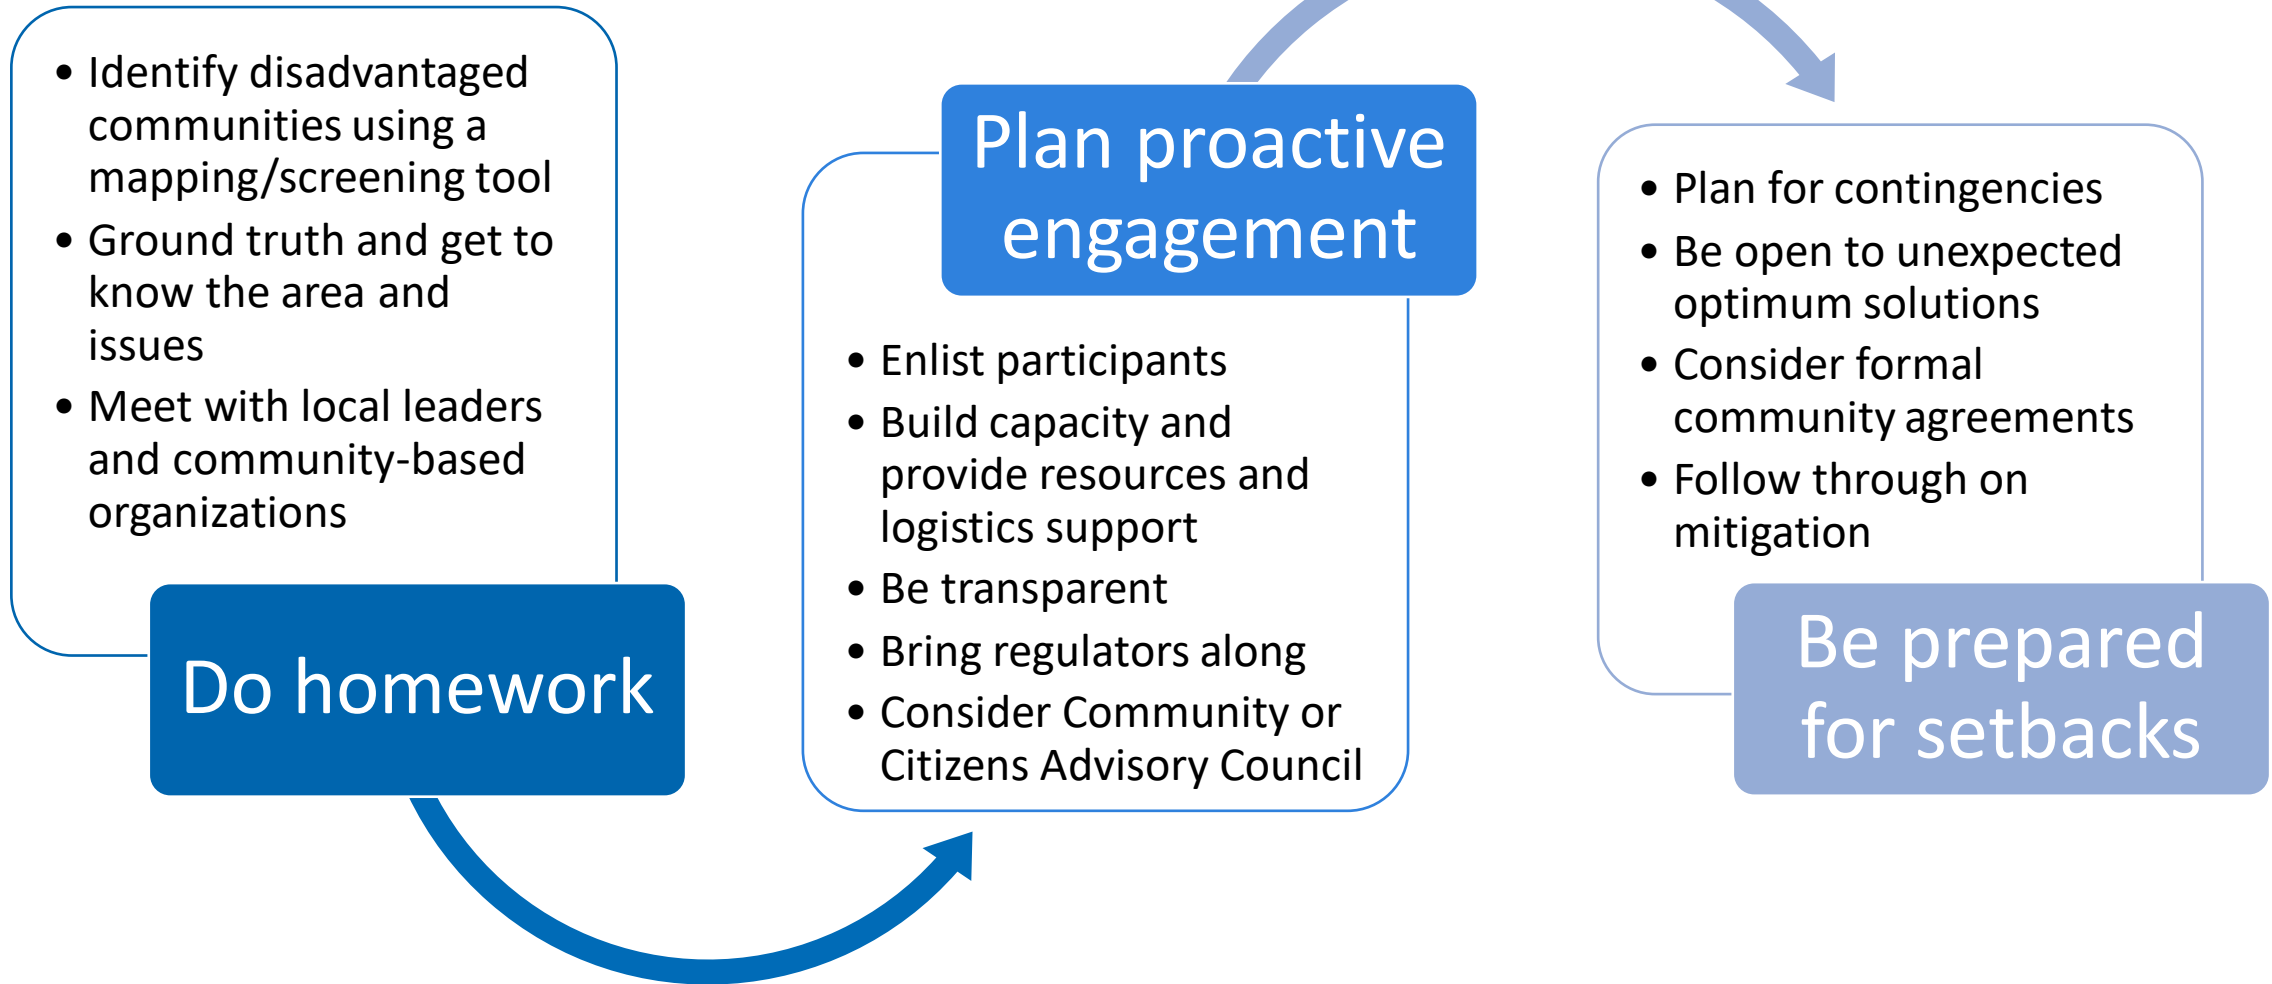 • Identify disadvantaged
communities using a
mapping/screening tool
• Ground truth and get to
know the area and
issues
• Meet with local leaders
and community-based
organizations
Do homework
Plan proactive
engagement
• Enlist participants
• Build capacity and
provide resources and
logistics support
• Be transparent
• Bring regulators along
• Consider Community or
Citizens Advisory Council
• Plan for contingencies
• Be open to unexpected
optimum solutions
• Consider formal
community agreements
• Follow through on
mitigation
Be prepared
for setbacks